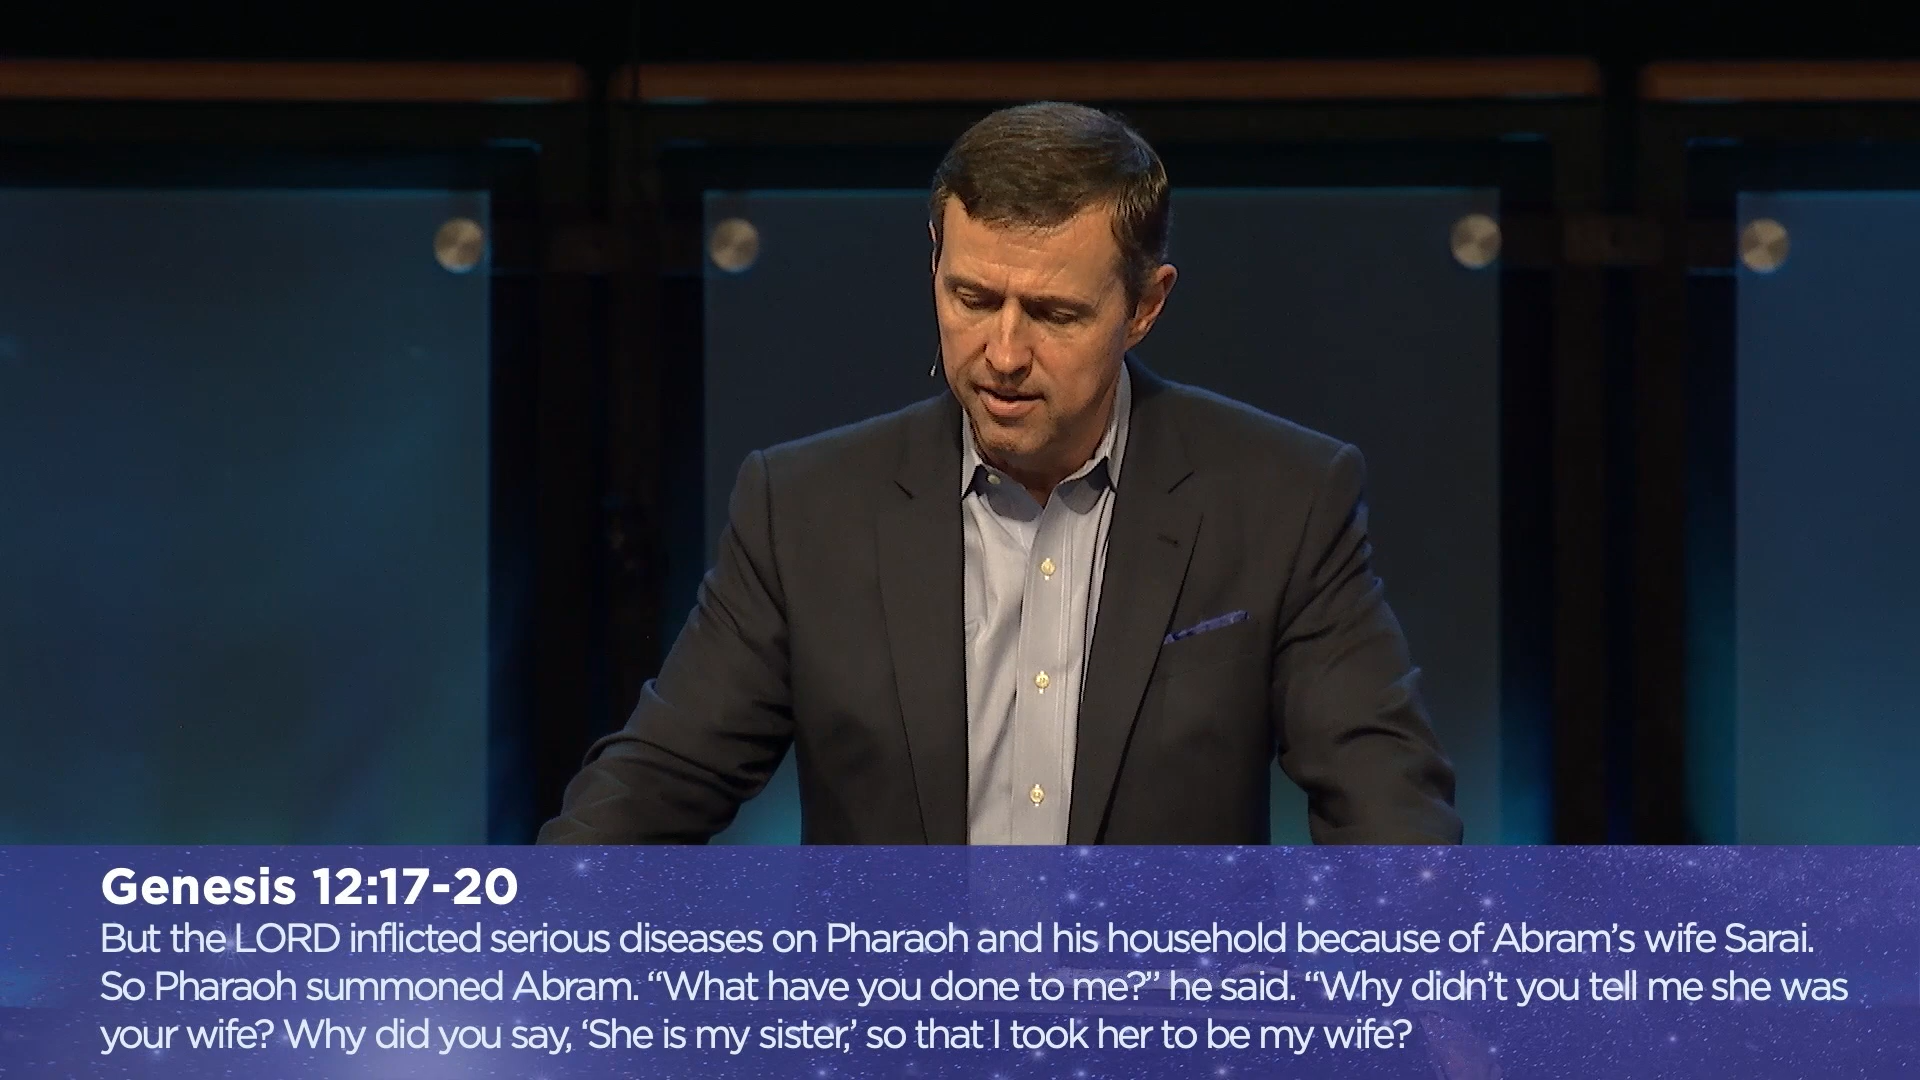 Genesis 12:17-20
But the LORD inflicted serious diseases on Pharaoh and his household because of Abram’s wife Sarai.
So Pharaoh summoned Abram. “What have you done to me?” he said. “Why didn’t you tell me she was
your wife? Why did you say, ‘She is my sister,’ so that I took her to be my wife?